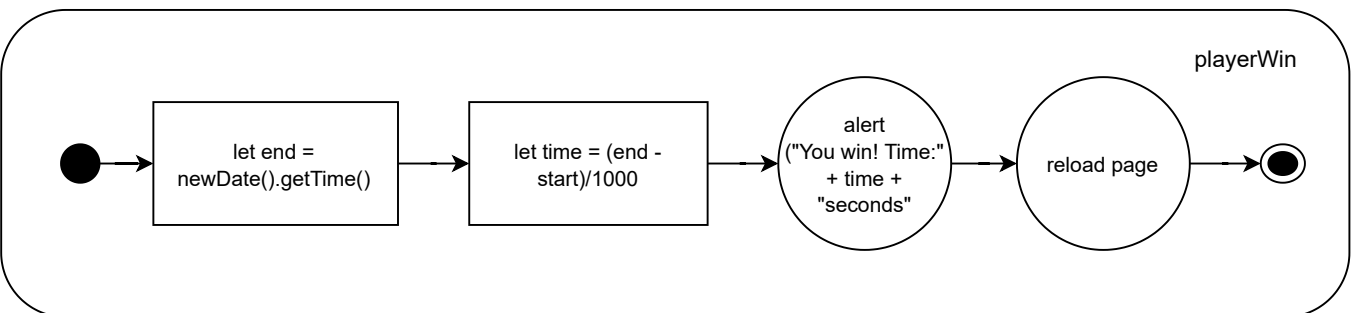 playerWin
let end =
newDate().getTime()
let time = (end -
start)/1000
alert
("You win! Time:"
+ time +
"seconds"
reload page